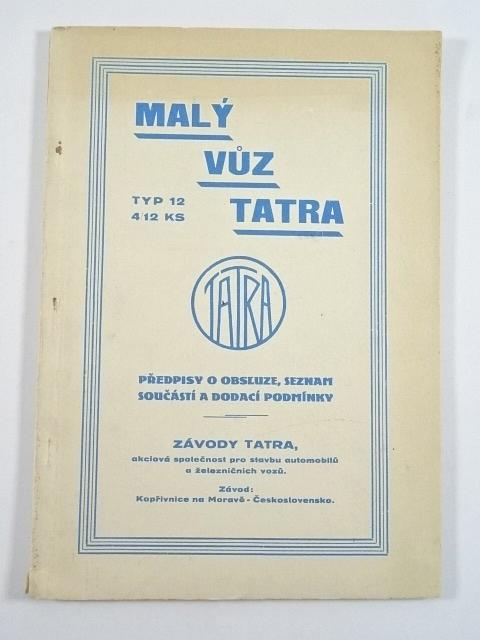 MALÝ
VŮZ
TYP 12
4/12 KS
TATRA
TATRA
PŘEDPISY O OBSLUZE, SEZNAM
SOUČÁSTÍ A DODACÍ PODMÍNKY
ZÁVODY TATRA,
akciová společnost pro stavbu automobilů
a železničních vozů.
Závod:
Kopřivnice na Moravě - Československo.